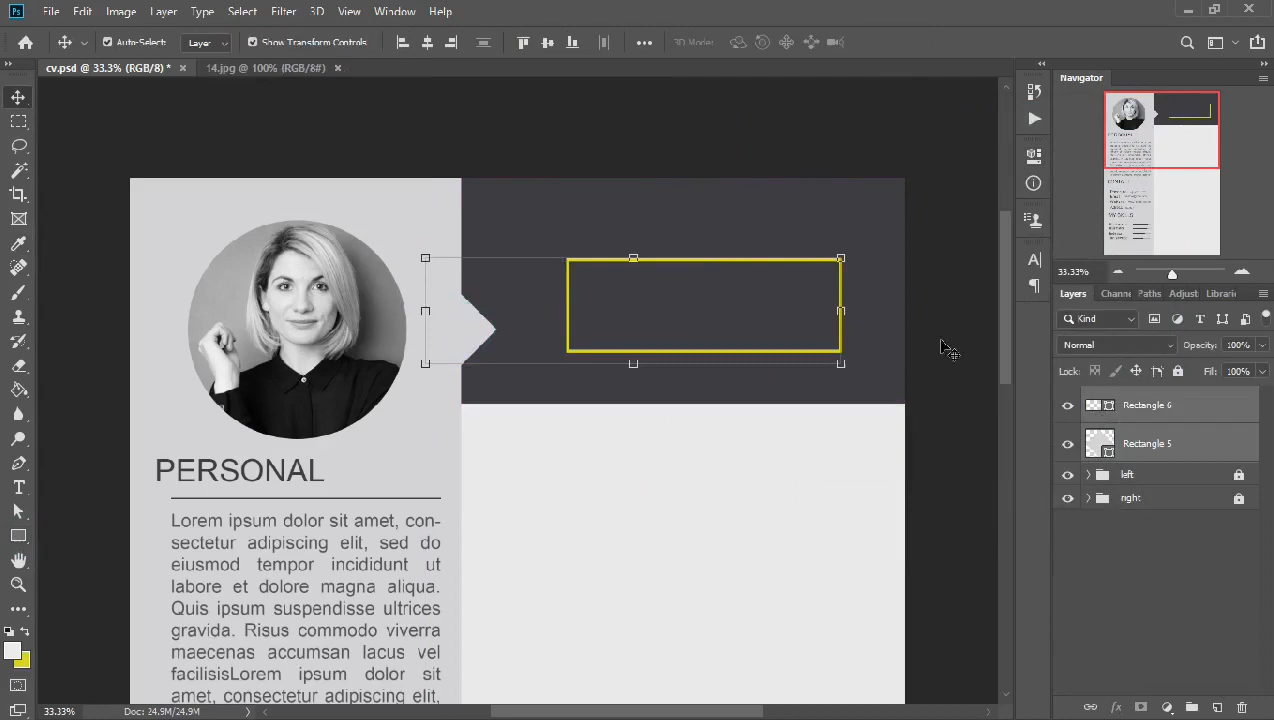 Ps File Edit Image Layer Type Select Filter 3D View Window Help
Auto-Select: Layer Show Transform Controls 3D Mode:
cv.psd @ 33.3% (RGB/8) * 14.jpg @ 100% (RGB/8#)
Navigator
33.33%
Layers Channe Paths Adjust Librari
Kind
Normal Opacity: 100%
Lock: Fill: 100%
Rectangle 6
Rectangle 5
left
right
PERSONAL
Lorem ipsum dolor sit amet, con-
sectetur adipiscing elit, sed do
eiusmod tempor incididunt ut
labore et dolore magna aliqua.
Quis ipsum suspendisse ultrices
gravida. Risus commodo viverra
maecenas accumsan lacus vel
facilisisLorem ipsum dolor sit
amet, consectetur adipiscing elit,
33.33% Doc: 24.9M/24.9M